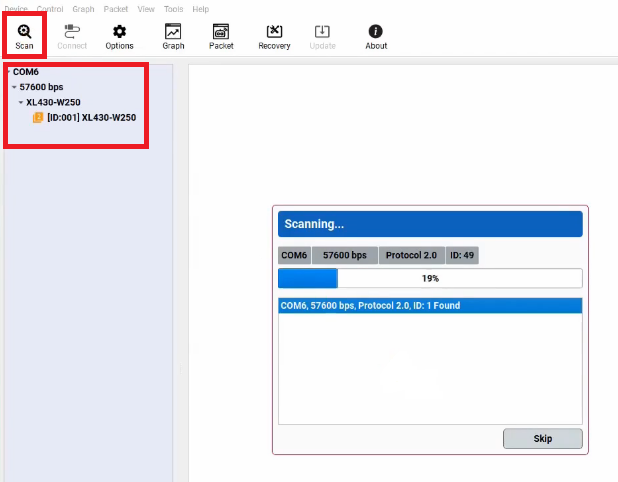 Device Control Graph Packet View Tools Help
Scan Connect Options Graph Packet Recovery Update About
COM6
57600 bps
XL430-W250
2 [ID:001] XL430-W250
Scanning...
COM6 57600 bps Protocol 2.0 ID: 49
19%
COM6, 57600 bps, Protocol 2.0, ID: 1 Found
Skip